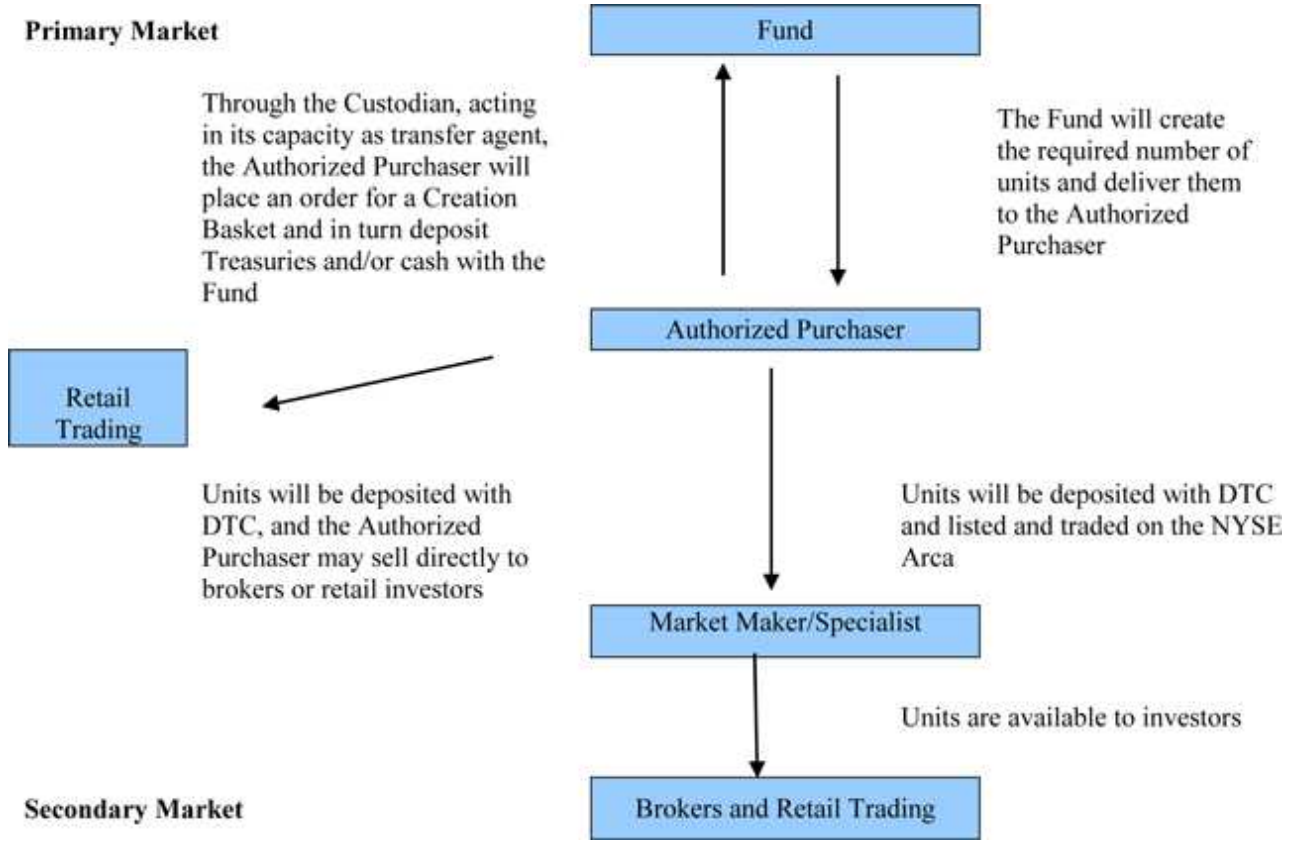 Primary Market
Fund
Through the Custodian, acting
in its capacity as transfer agent,
the Authorized Purchaser will
place an order for a Creation
Basket and in turn deposit
Treasuries and/or cash with the
Fund
The Fund will create
the required number of
units and deliver them
to the Authorized
Purchaser
Authorized Purchaser
Retail
Trading
Units will be deposited with
DTC, and the Authorized
Purchaser may sell directly to
brokers or retail investors
Units will be deposited with DTC
and listed and traded on the NYSE
Arca
Market Maker/Specialist
Units are available to investors
Secondary Market
Brokers and Retail Trading